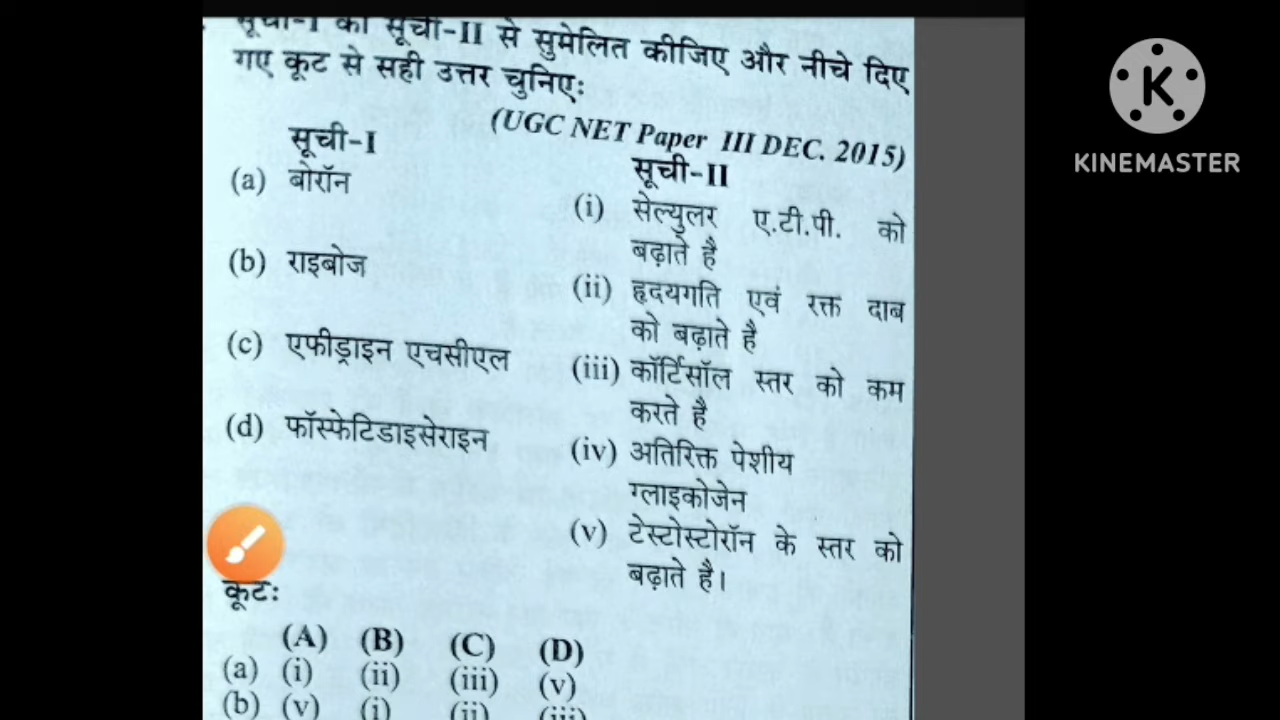 सूची-I को सूची-II से सुमेलित कीजिए और नीचे दिए
गए कूट से सही उत्तर चुनिए:
(UGC NET Paper III DEC. 2015)
सूची-I
सूची-II
(a) बोरॉन
(i) सेल्युलर ए.टी.पी. को
बढ़ाते है
(b) राइबोज
(ii) हृदयगति एवं रक्त दाब
को बढ़ाते है
(c) एफीड्राइन एचसीएल
(iii) कॉर्टिसॉल स्तर को कम
करते है
(d) फॉस्फेटिडाइसेराइन
(iv) अतिरिक्त पेशीय
ग्लाइकोजेन
(v) टेस्टोस्टोरॉन के स्तर को
बढ़ाते है।
कूट:
(A) (B) (C) (D)
(a) (i) (ii) (iii) (v)
(b) (v) (i) (ii) (iii)
K
KINEMASTER